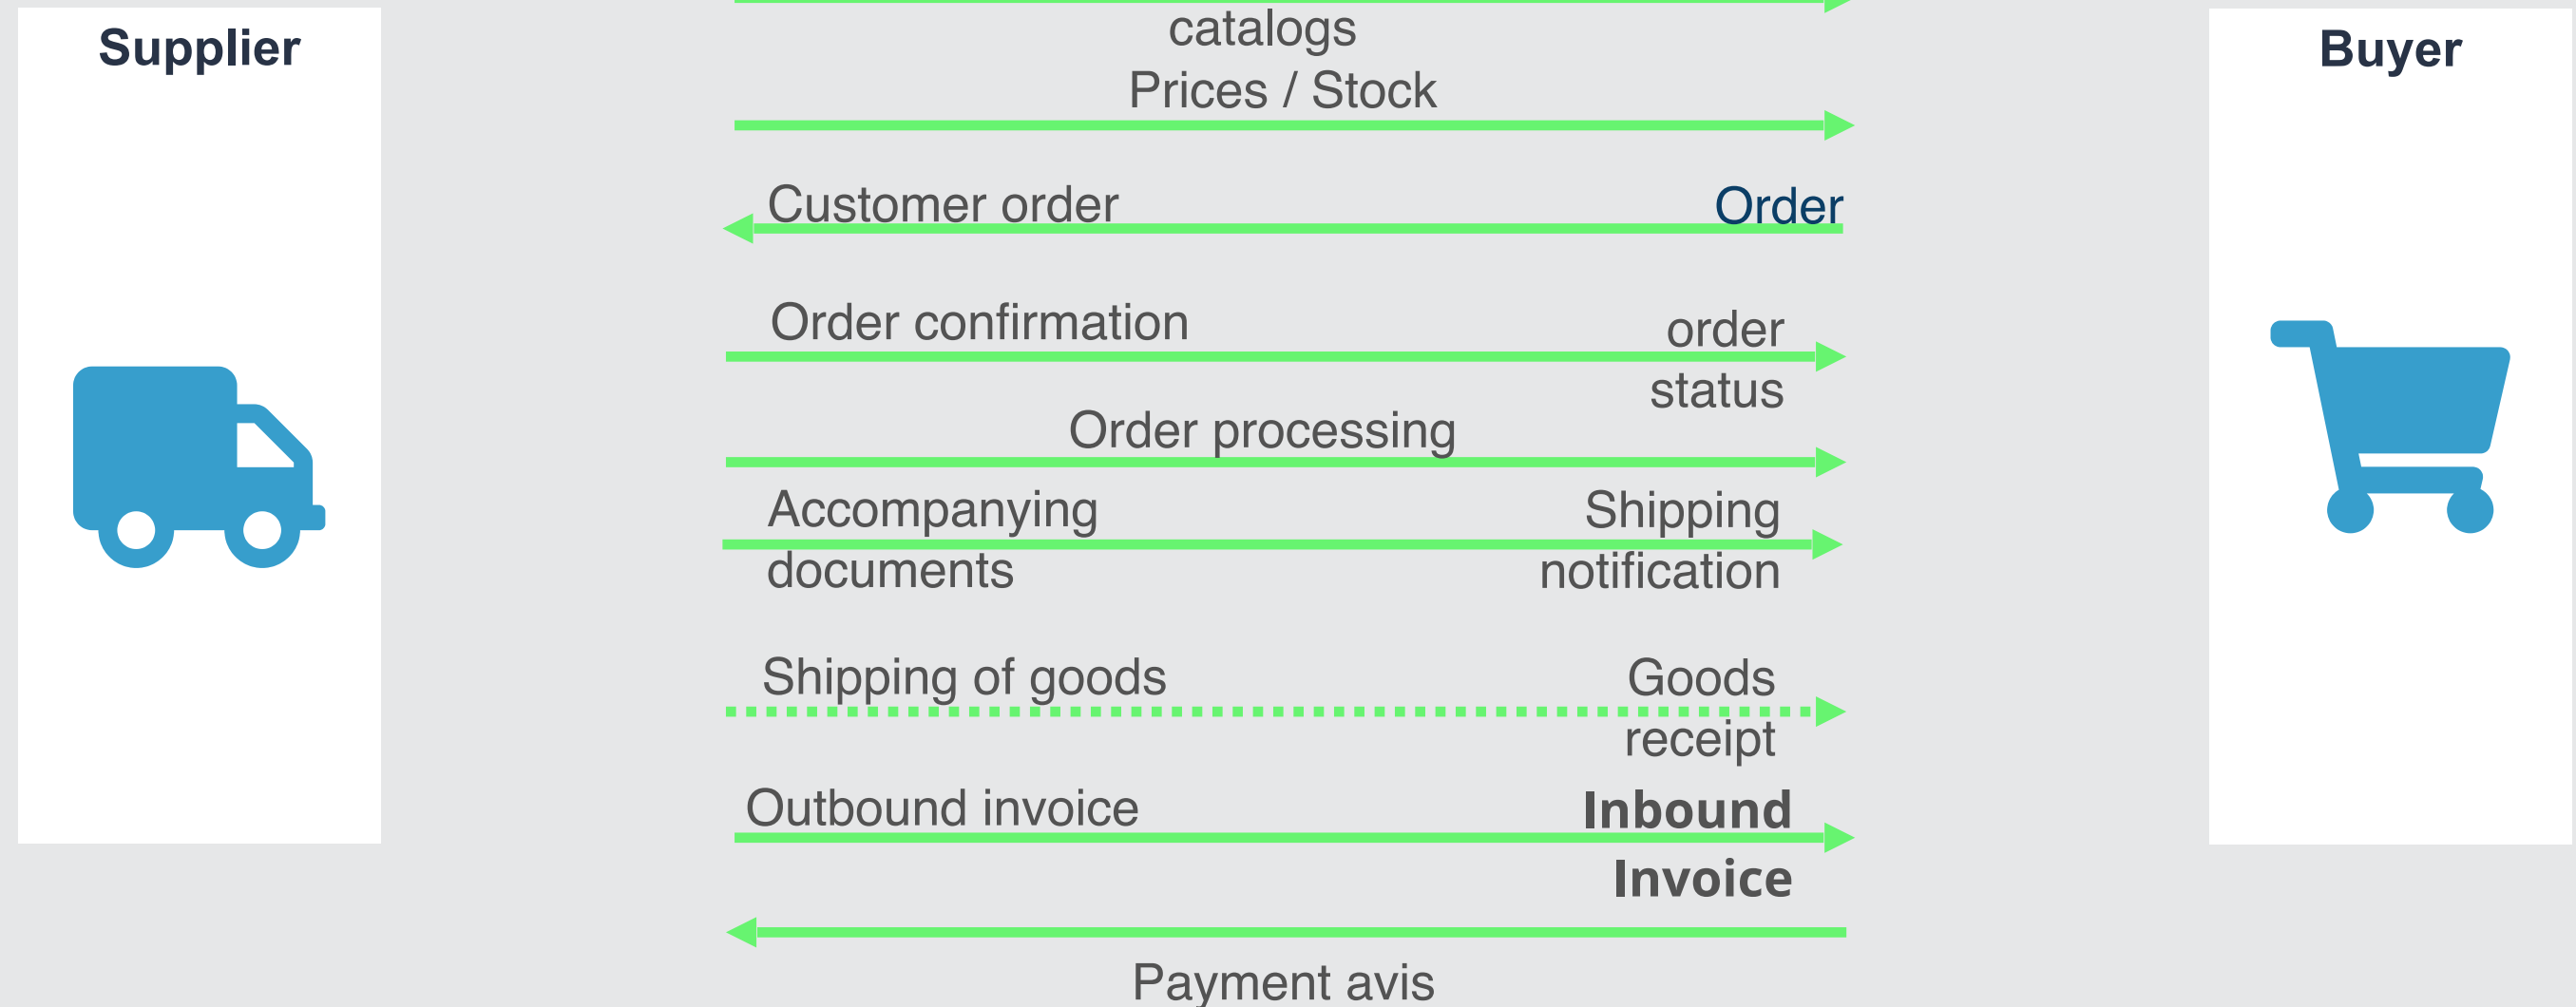 Supplier
Buyer
catalogs
Prices / Stock
Customer order
Order
Order confirmation
order
status
Order processing
Accompanying
documents
Shipping
notification
Shipping of goods
Goods
receipt
Outbound invoice
Inbound
Invoice
Payment avis